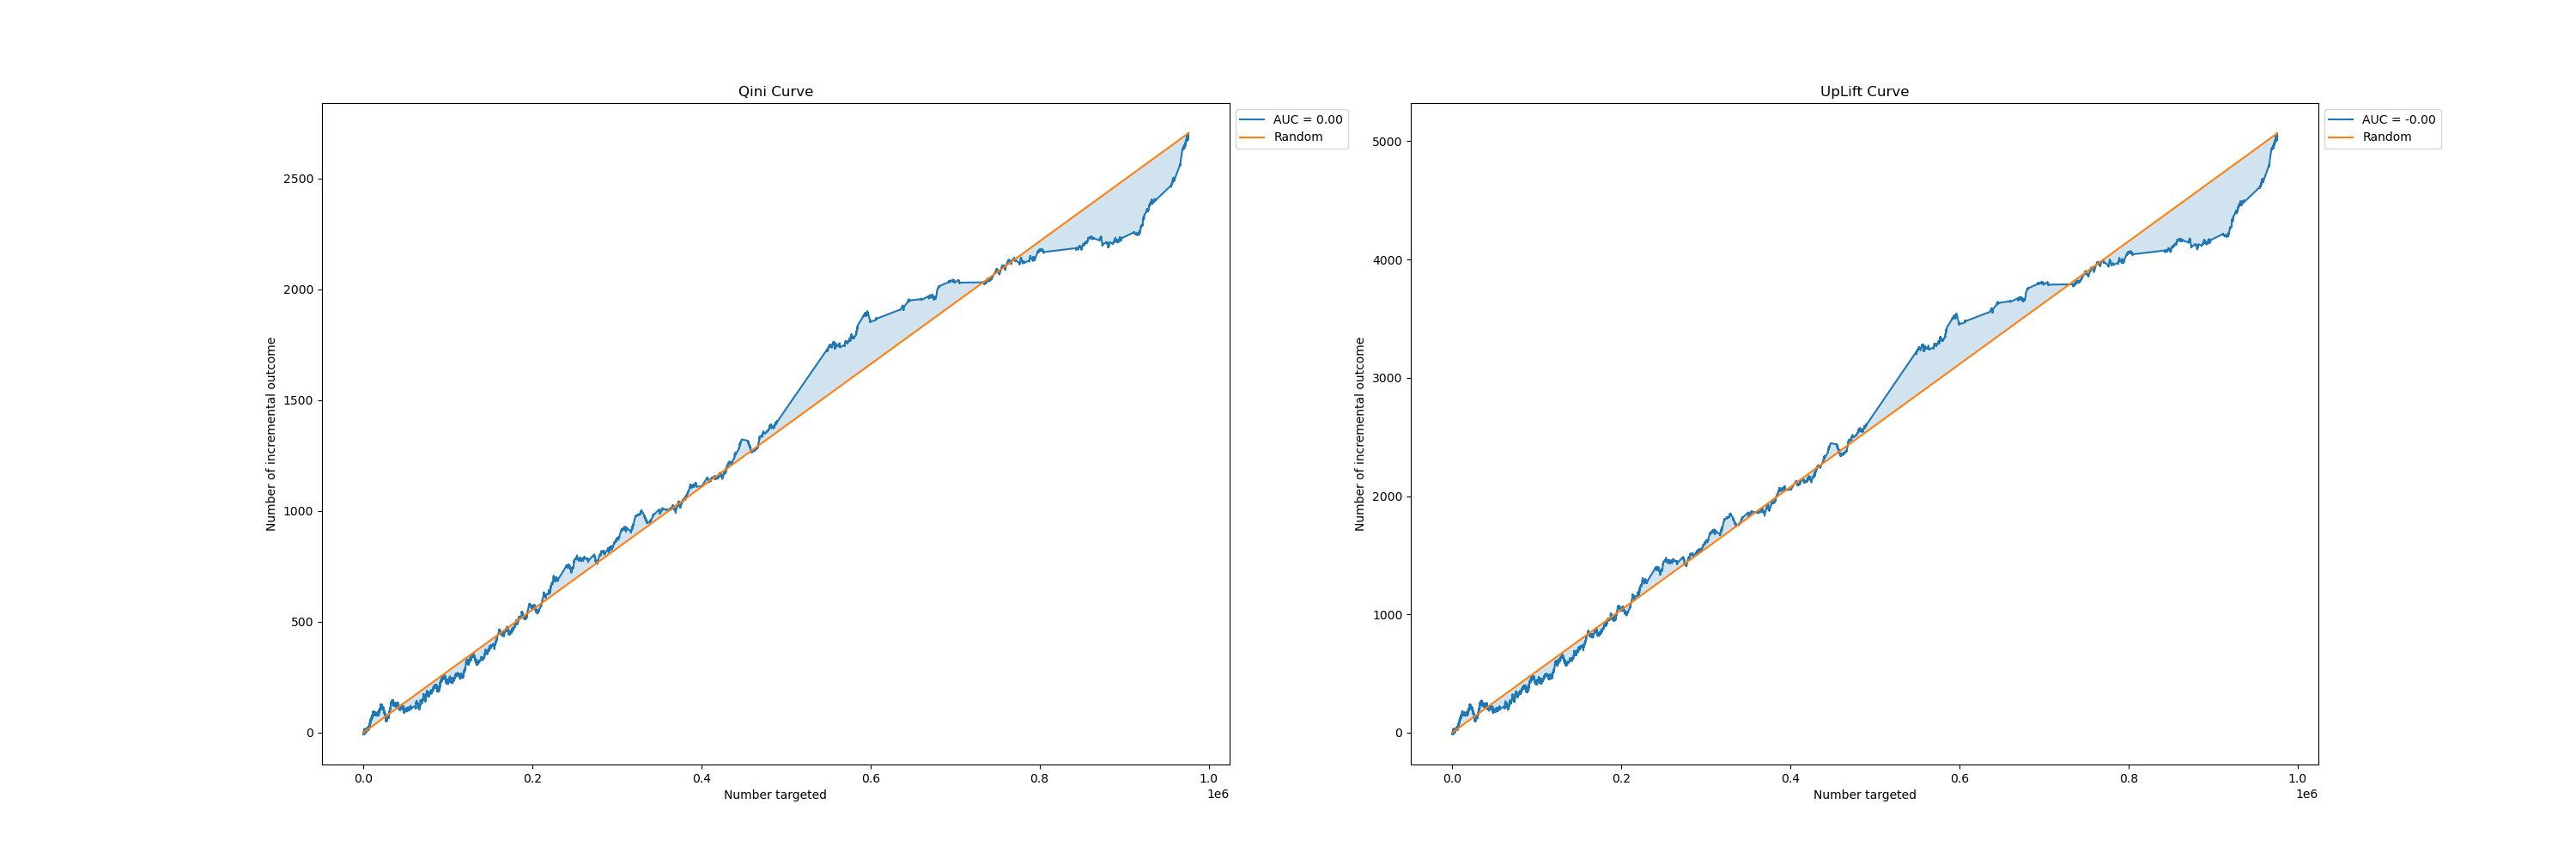 Qini Curve
AUC = 0.00
Random
2500
2000
1500
1000
500
0
Number of incremental outcome
0.0 0.2 0.4 0.6 0.8 1.0
1e6
Number targeted
UpLift Curve
AUC = -0.00
Random
5000
4000
3000
2000
1000
0
Number of incremental outcome
0.0 0.2 0.4 0.6 0.8 1.0
1e6
Number targeted